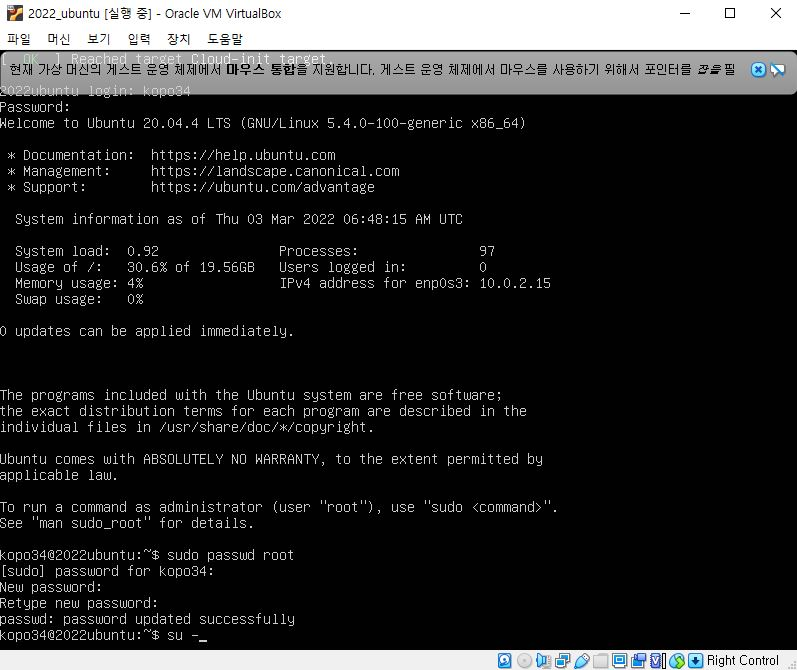 2022_ubuntu [실행 중] - Oracle VM VirtualBox
파일 머신 보기 입력 장치 도움말
[  OK  ] Reached target Cloud-init target.
현재 가상 머신의 게스트 운영 체제에서 마우스 통합을 지원합니다. 게스트 운영 체제에서 마우스를 사용하기 위해서 포인터를 잡을 필
2022ubuntu login: kopo34
Password:
Welcome to Ubuntu 20.04.4 LTS (GNU/Linux 5.4.0-100-generic x86_64)
* Documentation:  https://help.ubuntu.com
* Management:     https://landscape.canonical.com
* Support:        https://ubuntu.com/advantage
System information as of Thu 03 Mar 2022 06:48:15 AM UTC
System load:  0.92               Processes:               97
Usage of /:   30.6% of 19.56GB   Users logged in:         0
Memory usage: 4%                 IPv4 address for enp0s3: 10.0.2.15
Swap usage:   0%
0 updates can be applied immediately.
The programs included with the Ubuntu system are free software;
the exact distribution terms for each program are described in the
individual files in /usr/share/doc/*/copyright.
Ubuntu comes with ABSOLUTELY NO WARRANTY, to the extent permitted by
applicable law.
To run a command as administrator (user "root"), use "sudo <command>".
See "man sudo_root" for details.
kopo34@2022ubuntu:~$ sudo passwd root
[sudo] password for kopo34:
New password:
Retype new password:
passwd: password updated successfully
kopo34@2022ubuntu:~$ su -_
Right Control